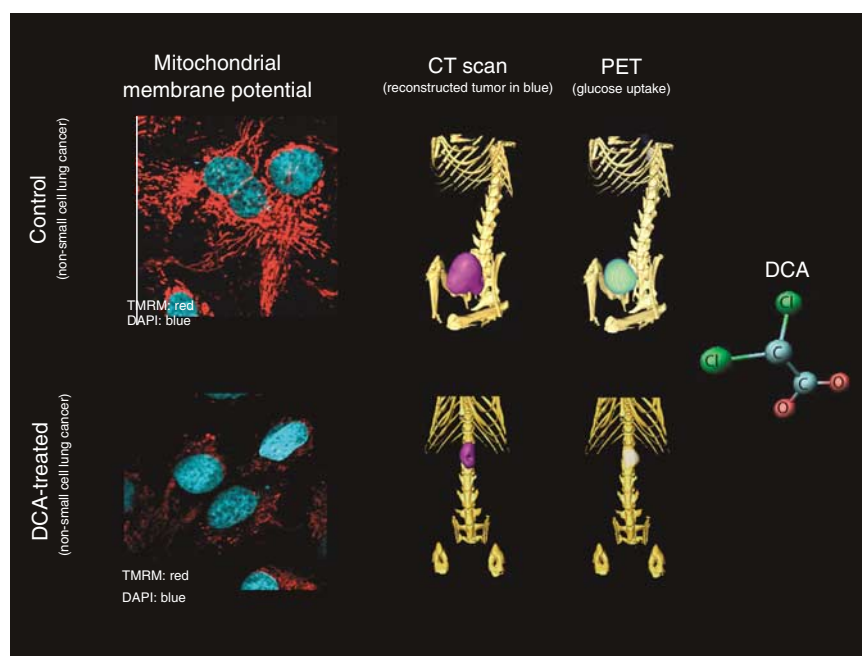 Mitochondrial
membrane potential
CT scan
(reconstructed tumor in blue)
PET
(glucose uptake)
Control
(non-small cell lung cancer)
TMRM: red
DAPI: blue
DCA
Cl
Cl
C
C
O
O
DCA-treated
(non-small cell lung cancer)
TMRM: red
DAPI: blue